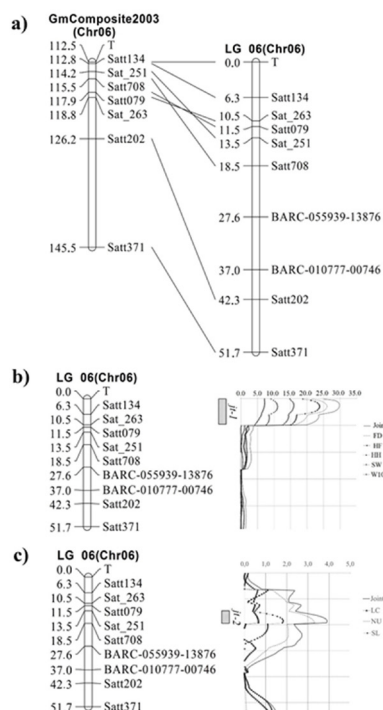 a)
GmComposite2003
(Chr06)
112.5 T
112.8 Satt134
114.2 Sat_251
115.5 Satt708
117.9 Satt079
118.8 Sat_263
126.2 Satt202
145.5 Satt371
LG 06(Chr06)
0.0 T
6.3 Satt134
10.5 Sat_263
11.5 Satt079
13.5 Sat_251
18.5 Satt708
27.6 BARC-055939-13876
37.0 BARC-010777-00746
42.3 Satt202
51.7 Satt371
b)
LG 06(Chr06)
0.0 T
6.3 Satt134
10.5 Sat_263
11.5 Satt079
13.5 Sat_251
18.5 Satt708
27.6 BARC-055939-13876
37.0 BARC-010777-00746
42.3 Satt202
51.7 Satt371
0.0 5.0 10.0 15.0 20.0 25.0 30.0 35.0
Join
FD
HF
HH
SW
W10
c)
LG 06(Chr06)
0.0 T
6.3 Satt134
10.5 Sat_263
11.5 Satt079
13.5 Sat_251
18.5 Satt708
27.6 BARC-055939-13876
37.0 BARC-010777-00746
42.3 Satt202
51.7 Satt371
0,0 1,0 2,0 3,0 4,0 5,0
Joint
LC
NU
SL